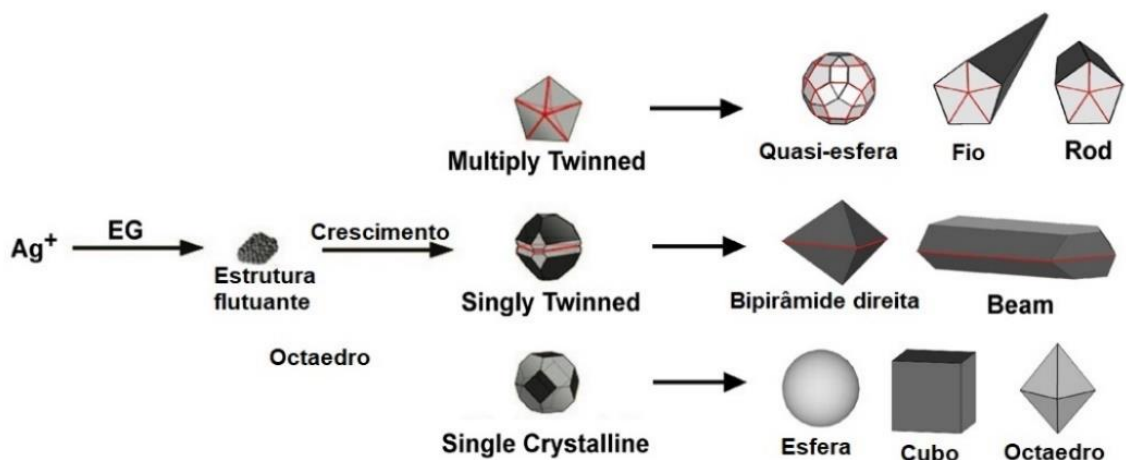 Multiply Twinned
Quasi-esfera
Fio
Rod
Ag⁺
EG
Estrutura
flutuante
Crescimento
Singly Twinned
Bipirâmide direita
Beam
Octaedro
Single Crystalline
Esfera
Cubo
Octaedro